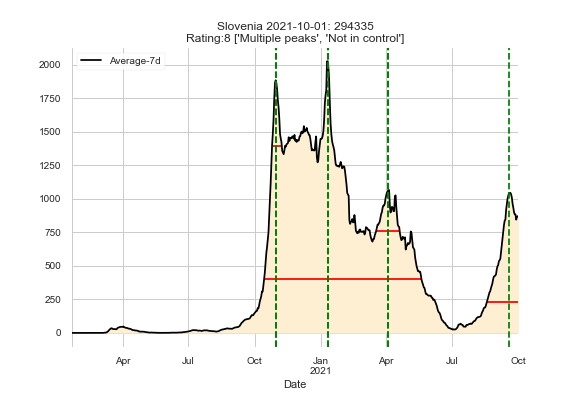 Slovenia 2021-10-01: 294335
Rating:8 ['Multiple peaks', 'Not in control']
Average-7d
2000
1750
1500
1250
1000
750
500
250
0
Apr Jul Oct Jan Apr Jul Oct
2021
Date